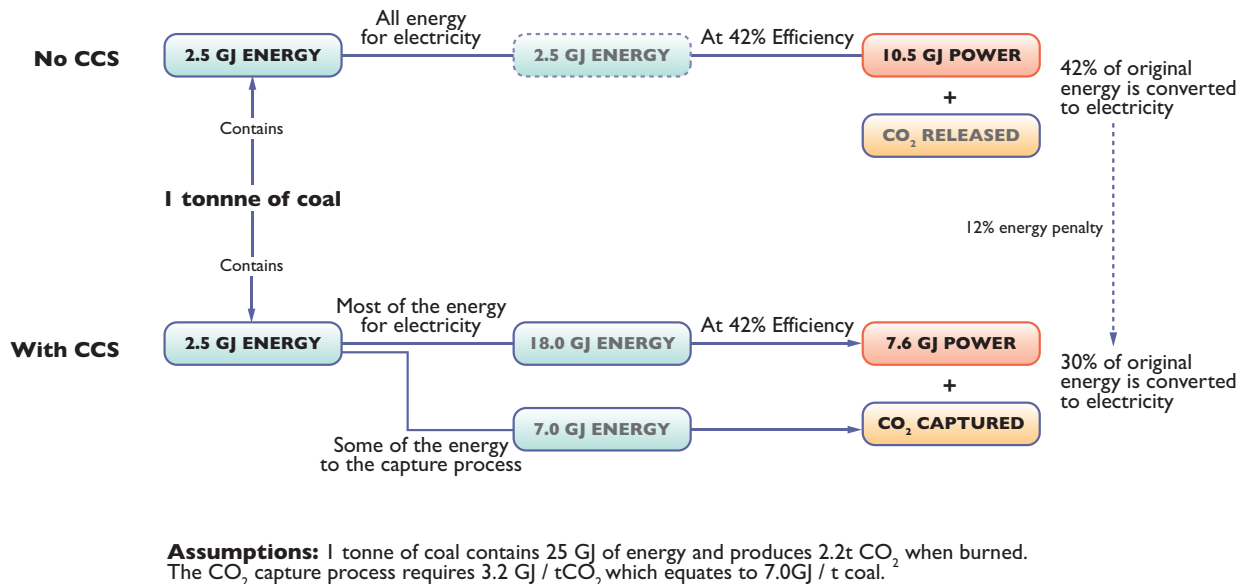 All energy
for electricity
No CCS
2.5 GJ ENERGY
2.5 GJ ENERGY
At 42% Efficiency
10.5 GJ POWER
+
CO₂ RELEASED
42% of original
energy is converted
to electricity
Contains
1 tonnne of coal
12% energy penalty
Contains
Most of the energy
for electricity
With CCS
2.5 GJ ENERGY
18.0 GJ ENERGY
At 42% Efficiency
7.6 GJ POWER
+
CO₂ CAPTURED
30% of original
energy is converted
to electricity
7.0 GJ ENERGY
Some of the energy
to the capture process
Assumptions: 1 tonne of coal contains 25 GJ of energy and produces 2.2t CO₂ when burned.
The CO₂ capture process requires 3.2 GJ / tCO₂ which equates to 7.0GJ / t coal.